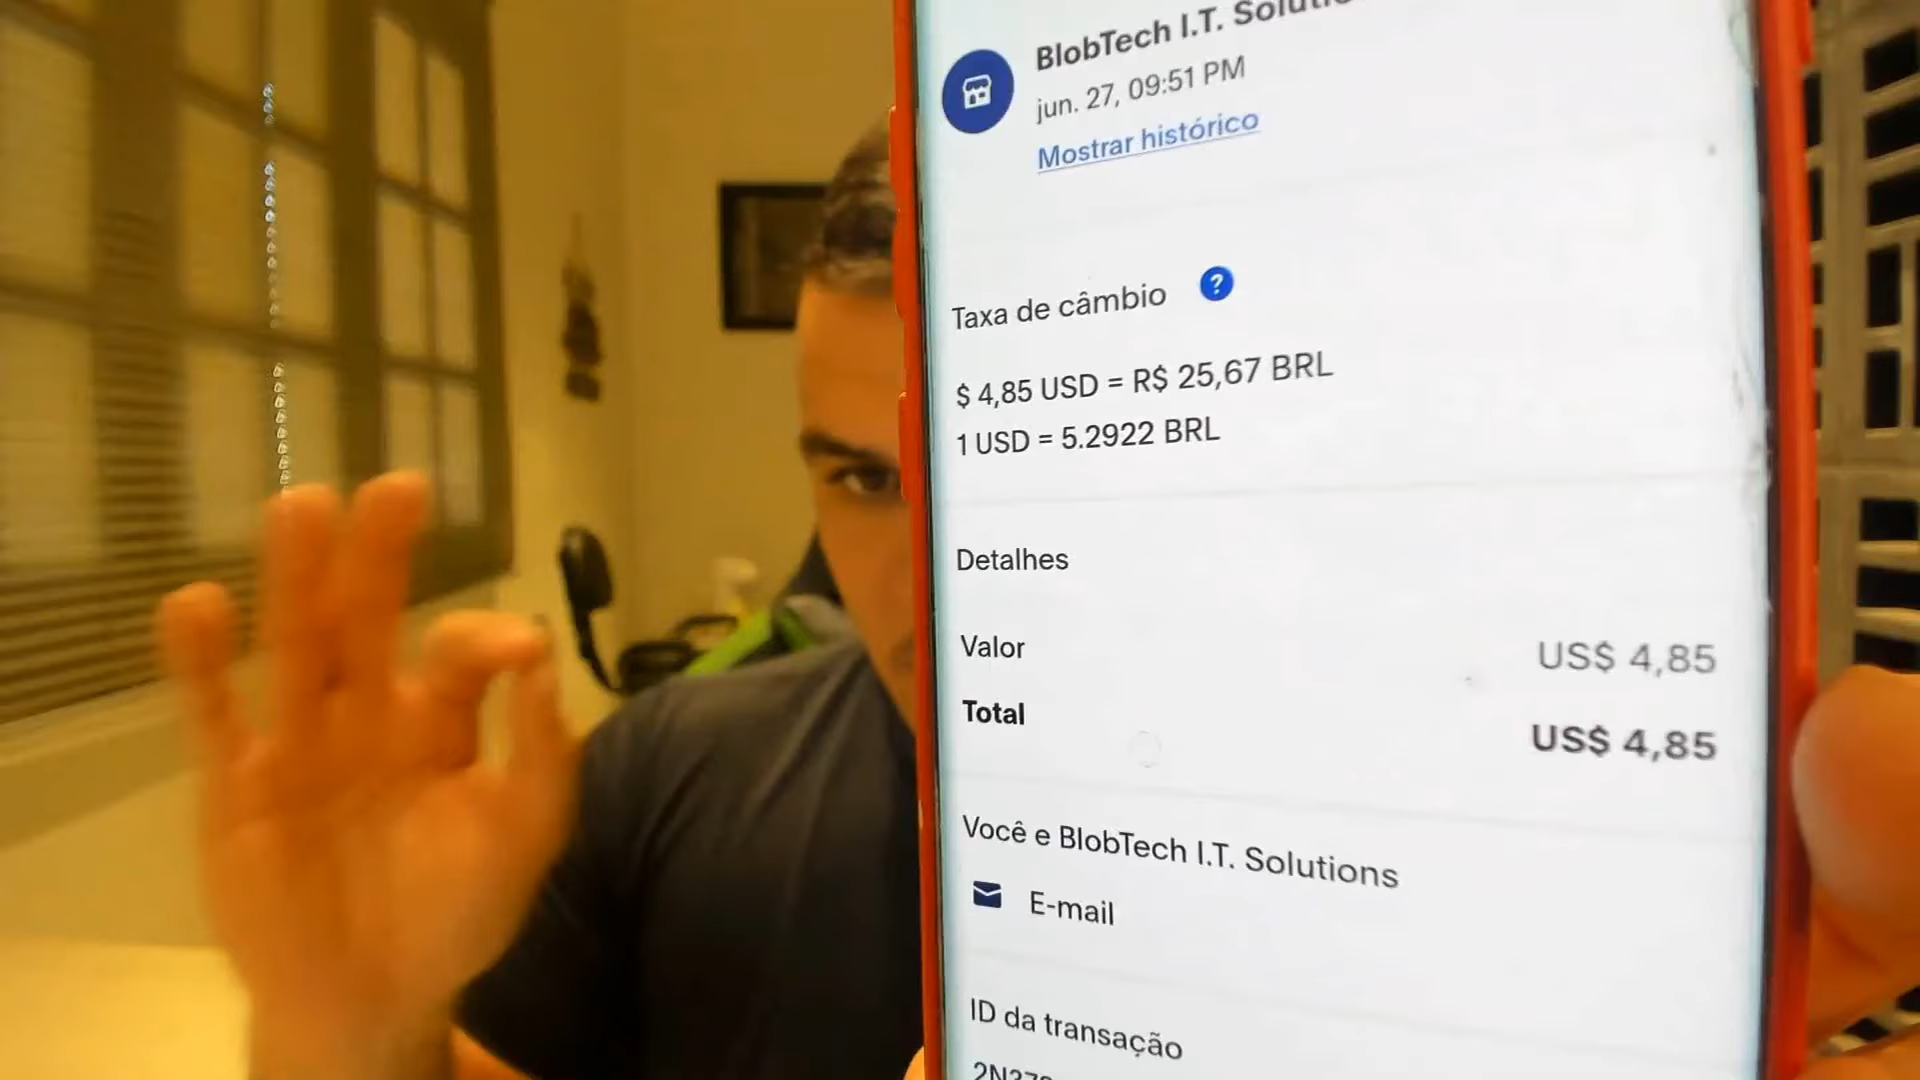 BlobTech I.T.
jun. 27, 09:51 PM
Mostrar histórico
Taxa de câmbio ?
$ 4,85 USD = R$ 25,67 BRL
1 USD = 5.2922 BRL
Detalhes
Valor US$ 4,85
Total US$ 4,85
Você e BlobTech I.T. Solutions
E-mail
ID da transação